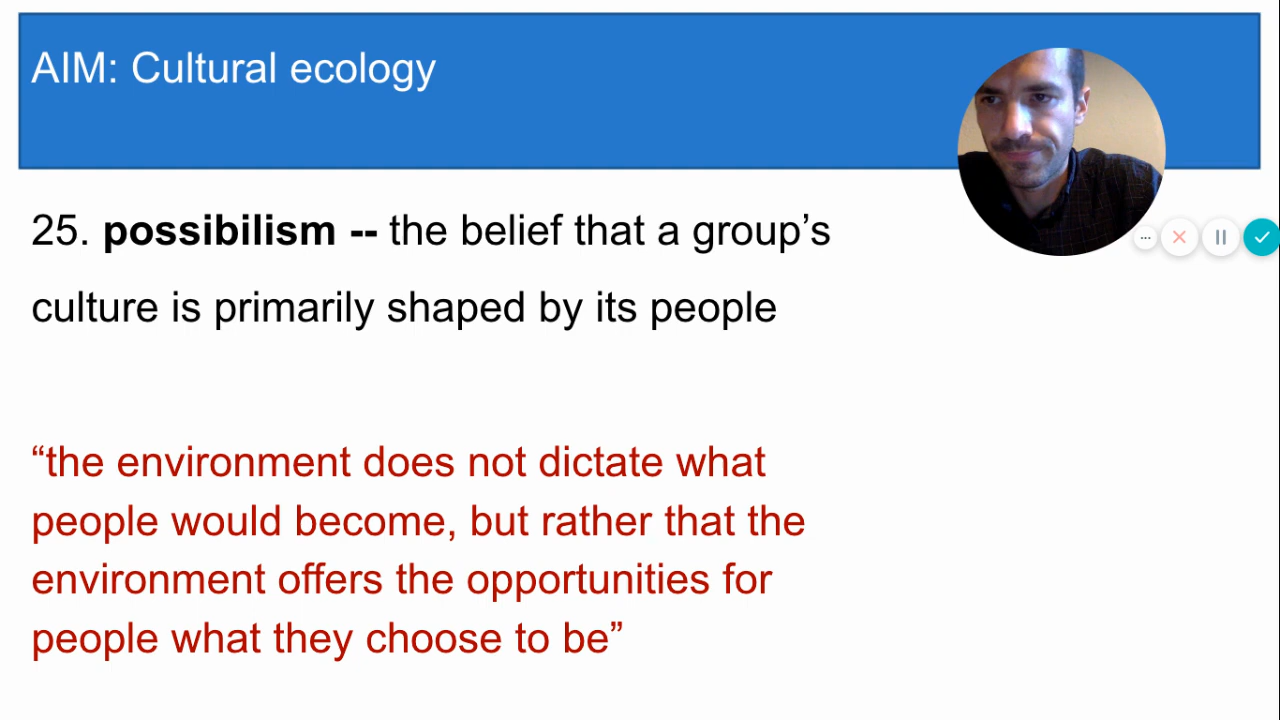 AIM: Cultural ecology
25. possibilism -- the belief that a group’s
culture is primarily shaped by its people
“the environment does not dictate what
people would become, but rather that the
environment offers the opportunities for
people what they choose to be”